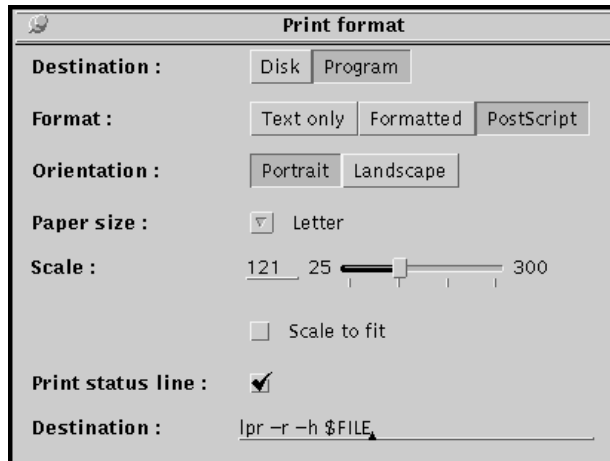 Print format
Destination : Disk Program
Format : Text only Formatted PostScript
Orientation : Portrait Landscape
Paper size : Letter
Scale : 121 25 300
Scale to fit
Print status line :
Destination : lpr –r –h $FILE